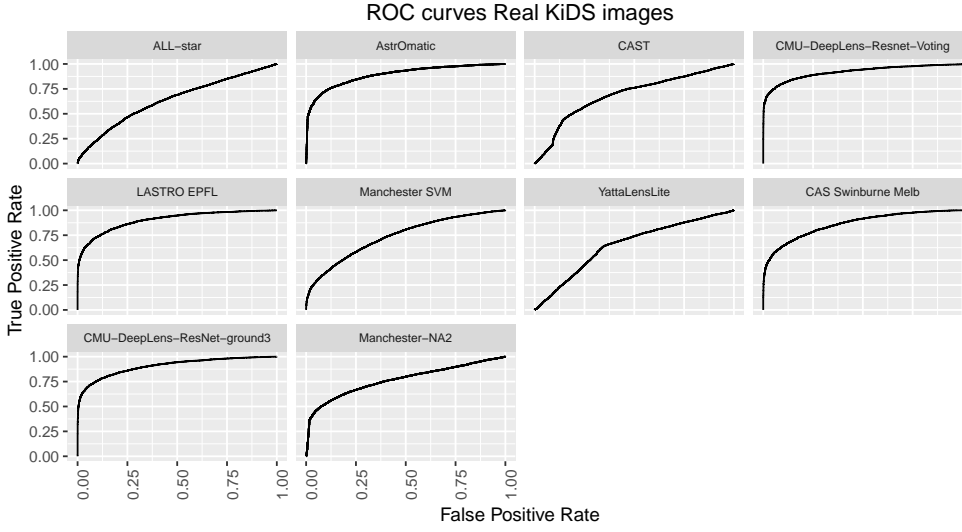 ROC curves Real KiDS images
ALL−star
AstrOmatic
CAST
CMU−DeepLens−Resnet−Voting
1.00
0.75
0.50
0.25
0.00
LASTRO EPFL
Manchester SVM
YattaLensLite
CAS Swinburne Melb
1.00
0.75
0.50
0.25
0.00
CMU−DeepLens−ResNet−ground3
Manchester−NA2
1.00
0.75
0.50
0.25
0.00
0.00 0.25 0.50 0.75 1.00
0.00 0.25 0.50 0.75 1.00
True Positive Rate
False Positive Rate